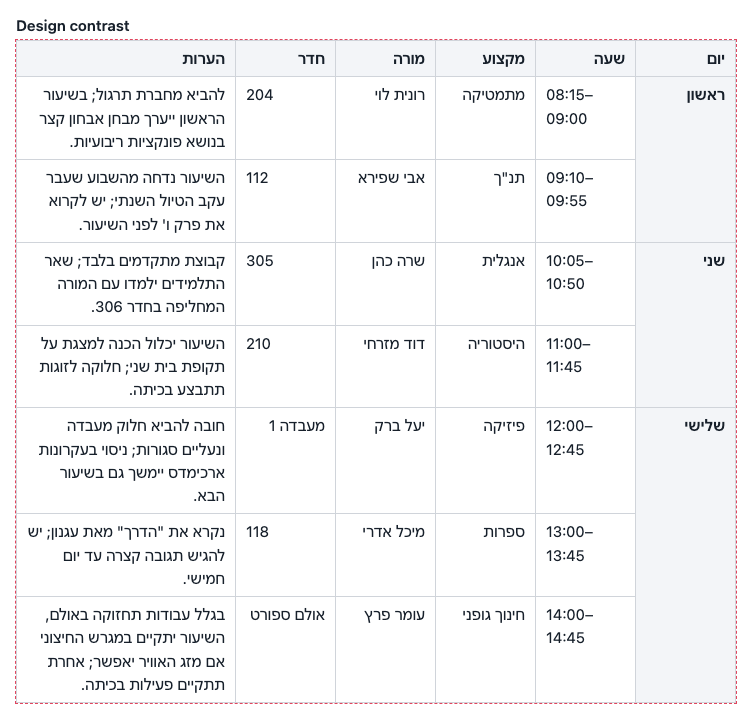 Design contrast
יום שעה מקצוע מורה חדר הערות
ראשון
08:15–
09:00
מתמטיקה
רונית לוי
204
להביא מחברת תרגול; בשיעור
הראשון ייערך מבחן אבחון קצר
בנושא פונקציות ריבועיות.
09:10–
09:55
תנ"ך
אבי שפירא
112
השיעור נדחה מהשבוע שעבר
עקב הטיול השנתי; יש לקרוא
את פרק ו' לפני השיעור.
שני
10:05–
10:50
אנגלית
שרה כהן
305
קבוצת מתקדמים בלבד; שאר
התלמידים ילמדו עם המורה
המחליפה בחדר 306.
11:00–
11:45
היסטוריה
דוד מזרחי
210
השיעור יכלול הכנה למצגת על
תקופת בית שני; חלוקה לזוגות
תתבצע בכיתה.
שלישי
12:00–
12:45
פיזיקה
יעל ברק
מעבדה 1
חובה להביא חלוק מעבדה
ונעליים סגורות; ניסוי בעקרונות
ארכימדס יימשך גם בשיעור
הבא.
13:00–
13:45
ספרות
מיכל אדרי
118
נקרא את "הדרך" מאת עגנון; יש
להגיש תגובה קצרה עד יום
חמישי.
14:00–
14:45
חינוך גופני
עומר פרץ
אולם ספורט
בגלל עבודות תחזוקה באולם,
השיעור יתקיים במגרש החיצוני
אם מזג האוויר יאפשר; אחרת
תתקיים פעילות בכיתה.